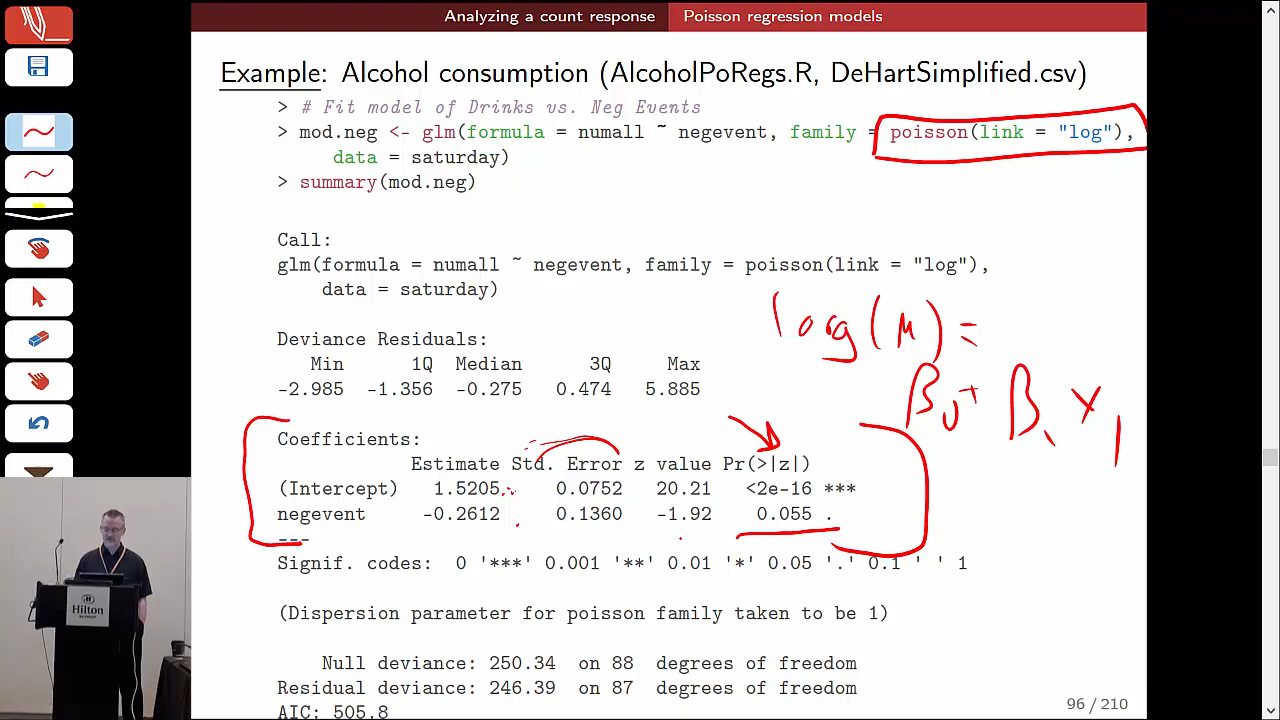 Analyzing a count response Poisson regression models
Example: Alcohol consumption (AlcoholPoRegs.R, DeHartSimplified.csv)
> # Fit model of Drinks vs. Neg Events
> mod.neg <- glm(formula = numall ~ negevent, family = poisson(link = "log"),
data = saturday)
> summary(mod.neg)
Call:
glm(formula = numall ~ negevent, family = poisson(link = "log"),
data = saturday)
log(μ) =
β0 + β1 x1
Deviance Residuals:
Min 1Q Median 3Q Max
-2.985 -1.356 -0.275 0.474 5.885
Coefficients:
Estimate Std. Error z value Pr(>|z|)
(Intercept) 1.5205 0.0752 20.21 <2e-16 ***
negevent -0.2612 0.1360 -1.92 0.055 .
---
Signif. codes: 0 '***' 0.001 '**' 0.01 '*' 0.05 '.' 0.1 ' ' 1
(Dispersion parameter for poisson family taken to be 1)
Null deviance: 250.34 on 88 degrees of freedom
Residual deviance: 246.39 on 87 degrees of freedom
AIC: 505.8
96 / 210
Hilton